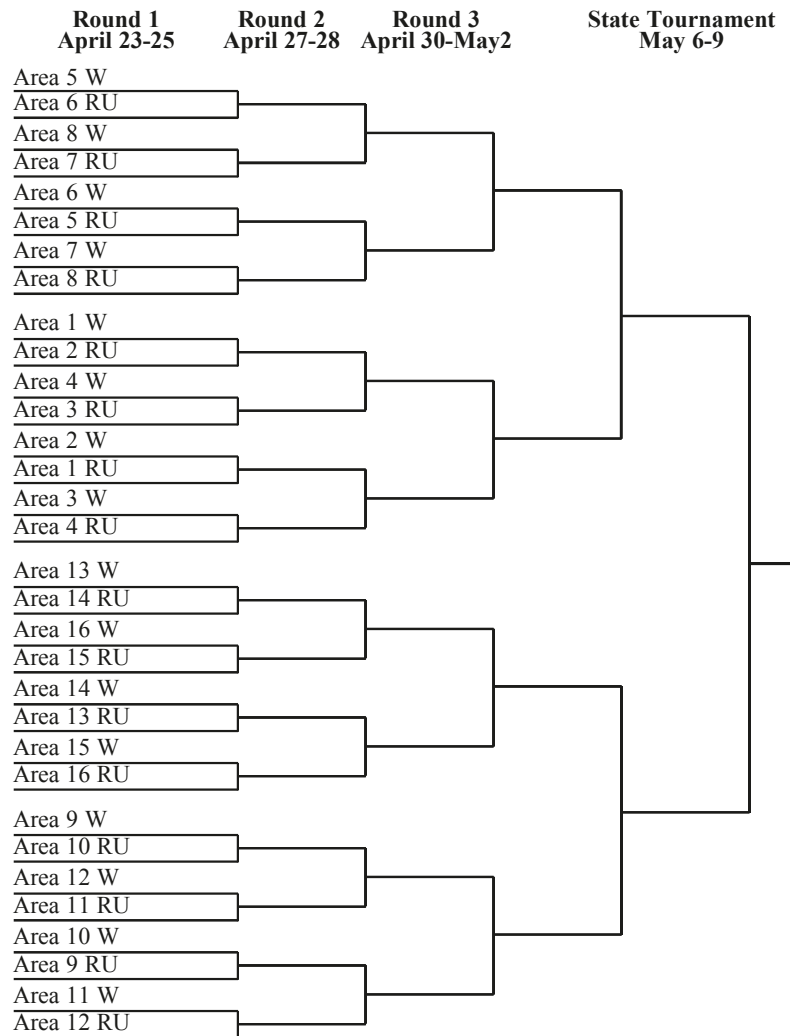 Round 1 Round 2 Round 3 State Tournament
April 23-25 April 27-28 April 30-May2 May 6-9
Area 5 W
Area 6 RU
Area 8 W
Area 7 RU
Area 6 W
Area 5 RU
Area 7 W
Area 8 RU
Area 1 W
Area 2 RU
Area 4 W
Area 3 RU
Area 2 W
Area 1 RU
Area 3 W
Area 4 RU
Area 13 W
Area 14 RU
Area 16 W
Area 15 RU
Area 14 W
Area 13 RU
Area 15 W
Area 16 RU
Area 9 W
Area 10 RU
Area 12 W
Area 11 RU
Area 10 W
Area 9 RU
Area 11 W
Area 12 RU